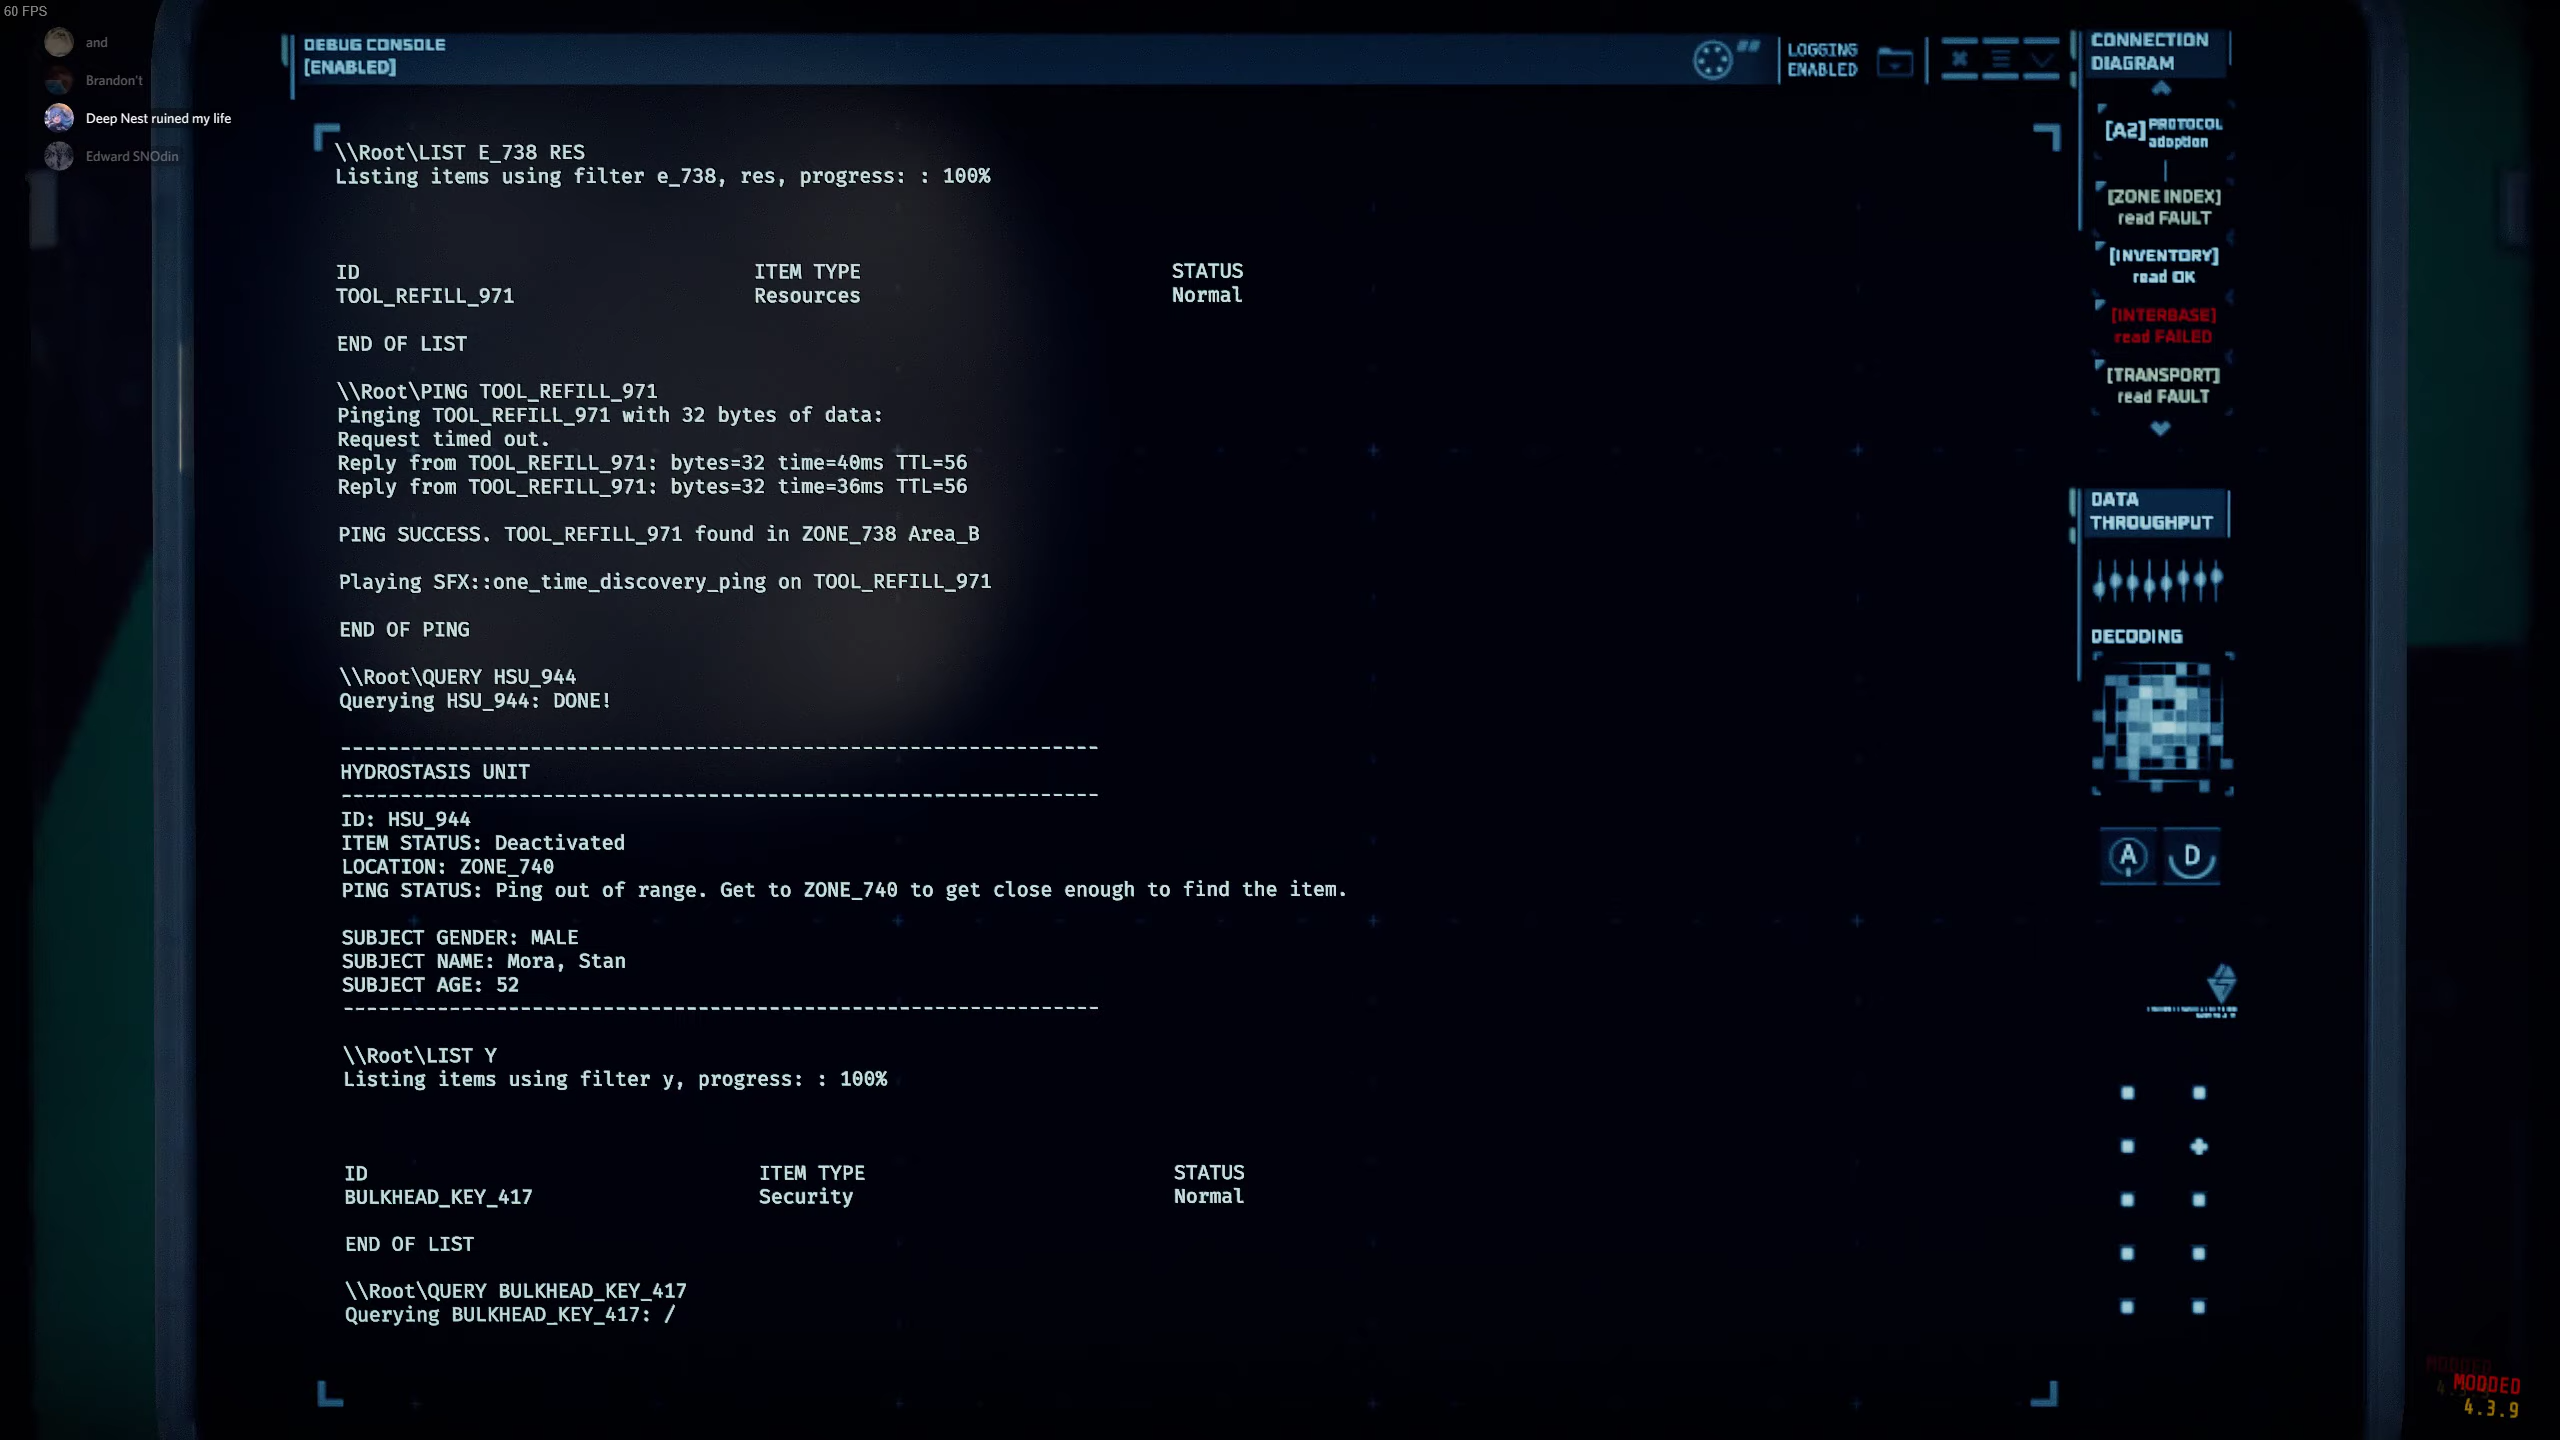 60 FPS
and
Brandon't
Deep Nest ruined my life
Edward SNOdin
DEBUG CONSOLE
[ENABLED]
LOGGING
ENABLED
\\Root\LIST E_738 RES
Listing items using filter e_738, res, progress: : 100%
ID ITEM TYPE STATUS
TOOL_REFILL_971 Resources Normal
END OF LIST
\\Root\PING TOOL_REFILL_971
Pinging TOOL_REFILL_971 with 32 bytes of data:
Request timed out.
Reply from TOOL_REFILL_971: bytes=32 time=40ms TTL=56
Reply from TOOL_REFILL_971: bytes=32 time=36ms TTL=56
PING SUCCESS. TOOL_REFILL_971 found in ZONE_738 Area_B
Playing SFX::one_time_discovery_ping on TOOL_REFILL_971
END OF PING
\\Root\QUERY HSU_944
Querying HSU_944: DONE!
----------------------------------------------------------------
HYDROSTASIS UNIT
----------------------------------------------------------------
ID: HSU_944
ITEM STATUS: Deactivated
LOCATION: ZONE_740
PING STATUS: Ping out of range. Get to ZONE_740 to get close enough to find the item.
SUBJECT GENDER: MALE
SUBJECT NAME: Mora, Stan
SUBJECT AGE: 52
----------------------------------------------------------------
\\Root\LIST Y
Listing items using filter y, progress: : 100%
ID ITEM TYPE STATUS
BULKHEAD_KEY_417 Security Normal
END OF LIST
\\Root\QUERY BULKHEAD_KEY_417
Querying BULKHEAD_KEY_417: /
CONNECTION
DIAGRAM
[A2] PROTOCOL
adoption
[ZONE INDEX]
read FAULT
[INVENTORY]
read OK
[INTERBASE]
read FAILED
[TRANSPORT]
read FAULT
DATA
THROUGHPUT
DECODING
A D
MODDED
4.3.9